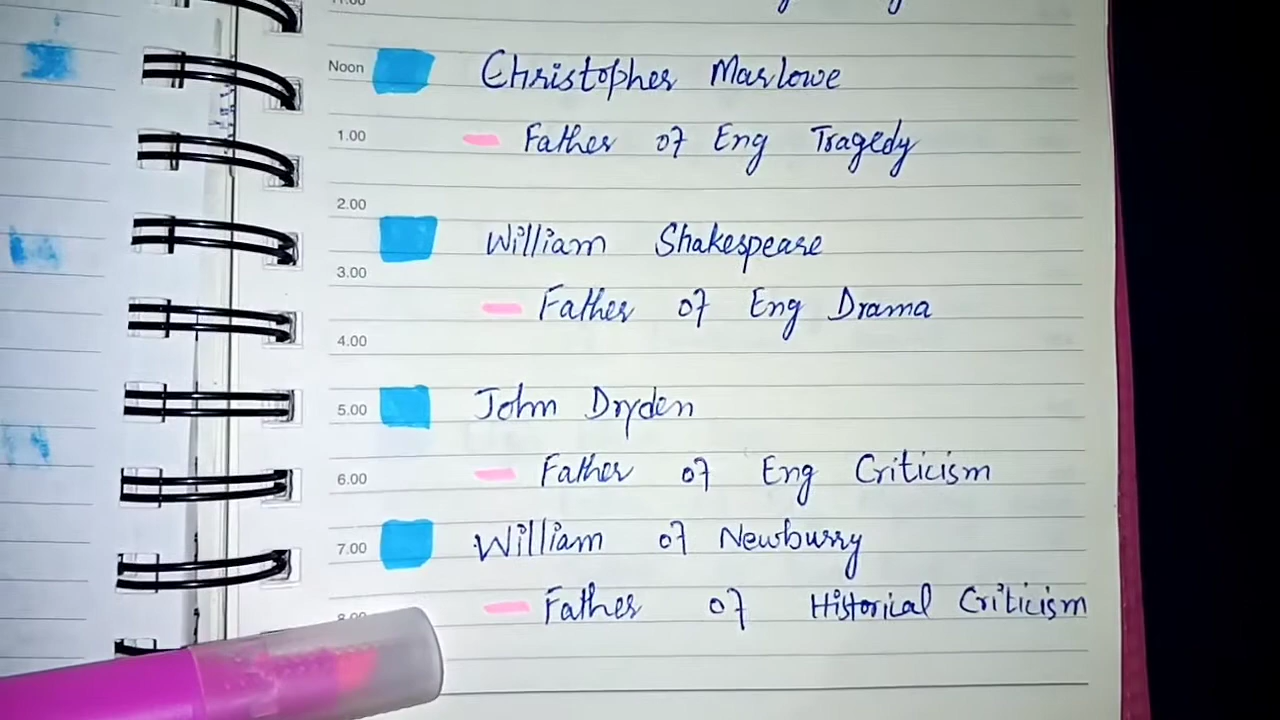 Noon Christopher Marlowe
1.00 Father of Eng Tragedy
2.00
William Shakespeare
3.00
Father of Eng Drama
4.00
5.00 John Dryden
6.00 Father of Eng Criticism
7.00 William of Newburry
8.00 Father of Historical Criticism